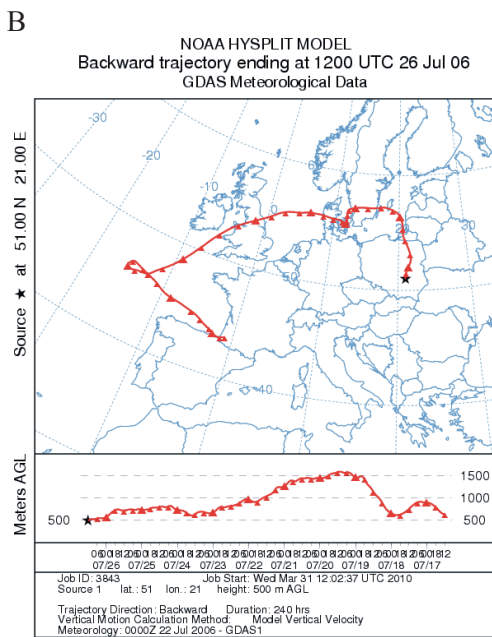 B
NOAA HYSPLIT MODEL
Backward trajectory ending at 1200 UTC 26 Jul 06
GDAS Meteorological Data
Source ★ at 51.00 N 21.00 E
-30
-20
-10
0
20
50
-40
Meters AGL
500
1500
1000
500
07/26 07/25 07/24 07/23 07/22 07/21 07/20 07/19 07/18 07/17
Job ID: 3843 Job Start: Wed Mar 31 12:02:37 UTC 2010
Source 1 lat.: 51 lon.: 21 height: 500 m AGL
Trajectory Direction: Backward Duration: 240 hrs
Vertical Motion Calculation Method: Model Vertical Velocity
Meteorology: 0000Z 22 Jul 2006 - GDAS1